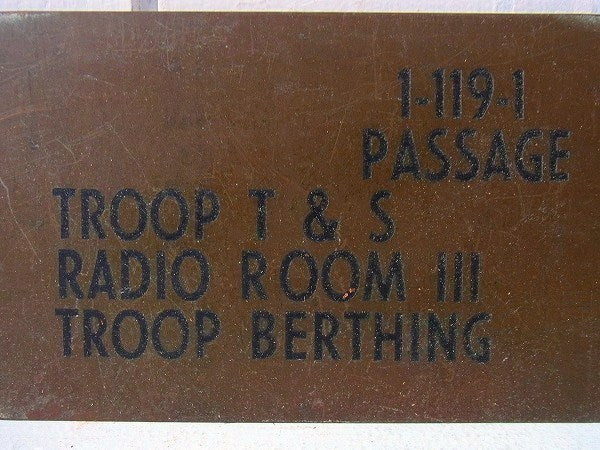 1-119-1
PASSAGE
TROOP T & S
RADIO ROOM III
TROOP BERTHING